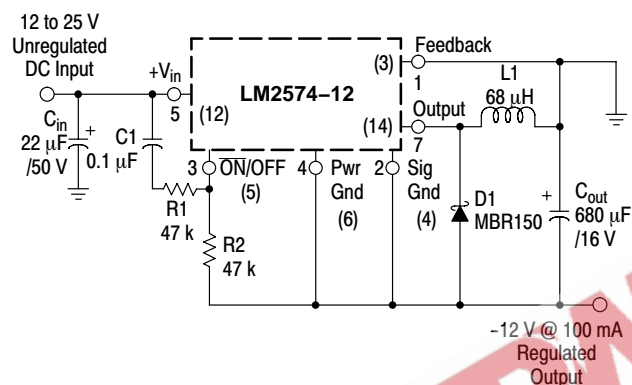 12 to 25 V
Unregulated
DC Input
+Vin
5
(12)
LM2574–12
(3)
Feedback
1
L1
68 μH
(14)
Output
7
Cin
22 μF
/50 V
+
C1
0.1 μF
3
ON/OFF
(5)
4
Pwr
Gnd
(6)
2
Sig
Gnd
(4)
R1
47 k
R2
47 k
D1
MBR150
+
Cout
680 μF
/16 V
–12 V @ 100 mA
Regulated
Output